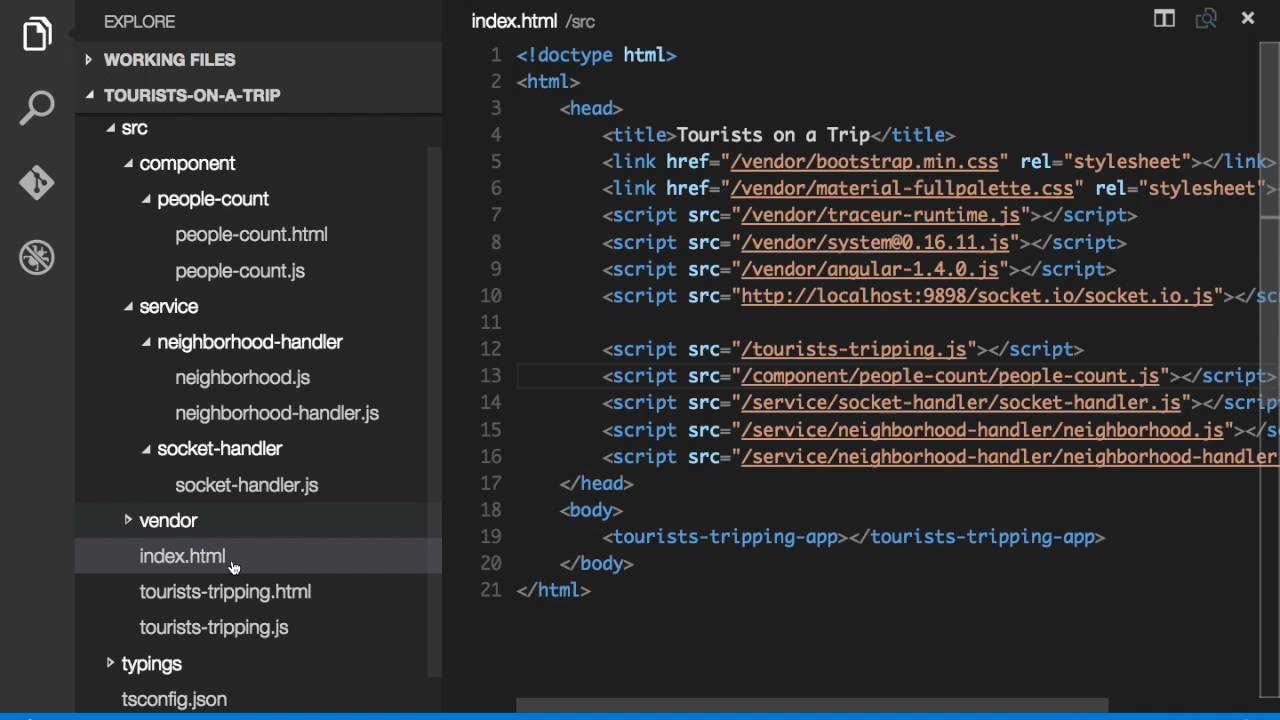 EXPLORE
WORKING FILES
TOURISTS-ON-A-TRIP
src
component
people-count
people-count.html
people-count.js
service
neighborhood-handler
neighborhood.js
neighborhood-handler.js
socket-handler
socket-handler.js
vendor
index.html
tourists-tripping.html
tourists-tripping.js
typings
tsconfig.json
index.html /src
1 <!doctype html>
2 <html>
3 <head>
4 <title>Tourists on a Trip</title>
5 <link href="/vendor/bootstrap.min.css" rel="stylesheet"></link>
6 <link href="/vendor/material-fullpalette.css" rel="stylesheet">
7 <script src="/vendor/traceur-runtime.js"></script>
8 <script src="/vendor/system@0.16.11.js"></script>
9 <script src="/vendor/angular-1.4.0.js"></script>
10 <script src="http://localhost:9898/socket.io/socket.io.js"></sc
11
12 <script src="/tourists-tripping.js"></script>
13 <script src="/component/people-count/people-count.js"></script>
14 <script src="/service/socket-handler/socket-handler.js"></scrip
15 <script src="/service/neighborhood-handler/neighborhood.js"></s
16 <script src="/service/neighborhood-handler/neighborhood-handler
17 </head>
18 <body>
19 <tourists-tripping-app></tourists-tripping-app>
20 </body>
21 </html>